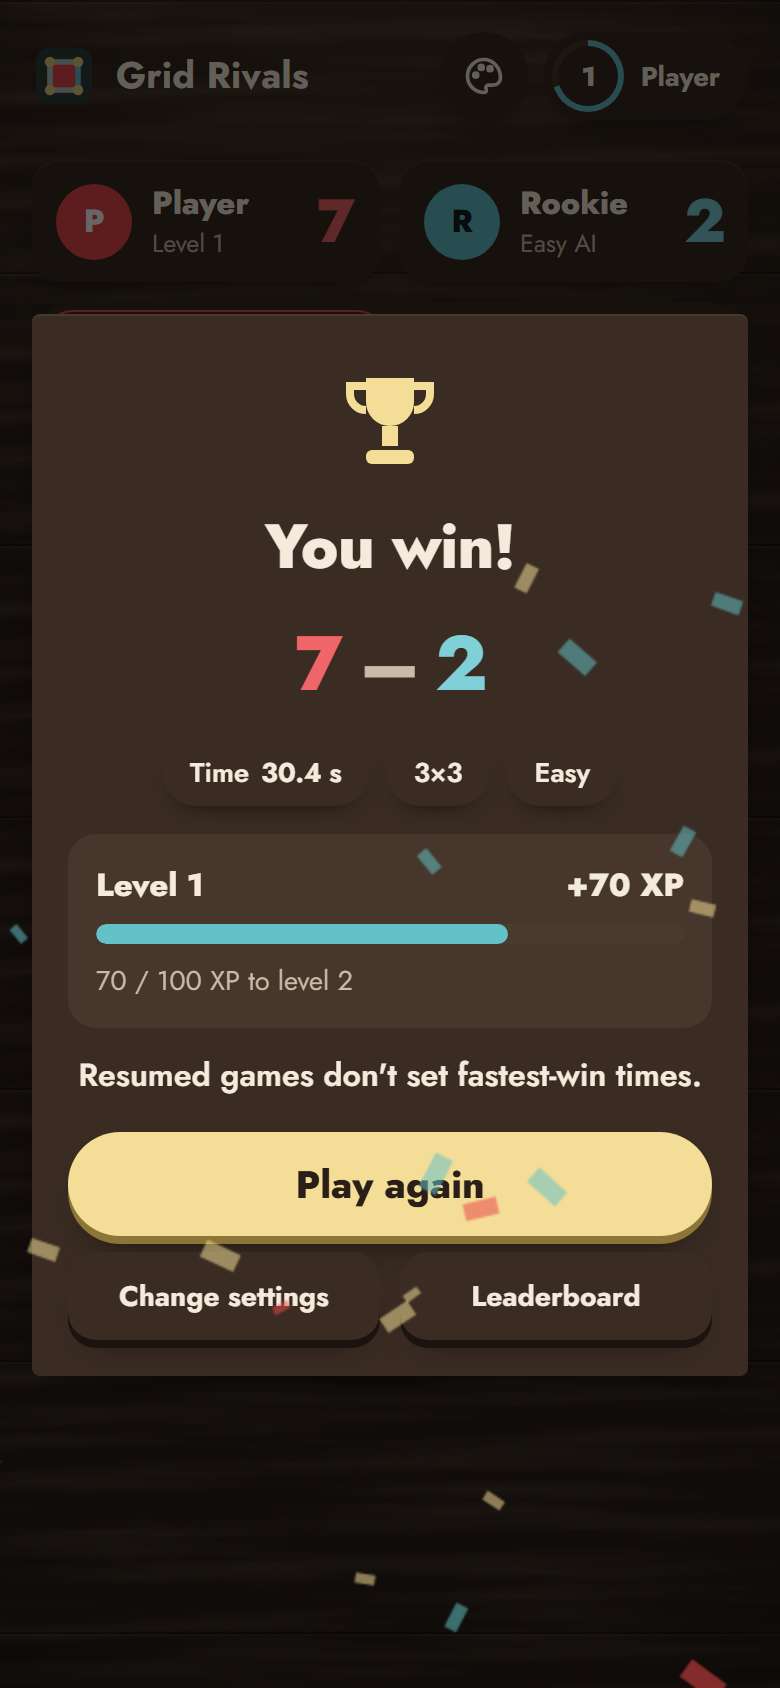 Grid Rivals
1 Player
P Player 7
Level 1
R Rookie 2
Easy AI
You win!
7 – 2
Time 30.4 s 3×3 Easy
Level 1 +70 XP
70 / 100 XP to level 2
Resumed games don't set fastest-win times.
Play again
Change settings Leaderboard